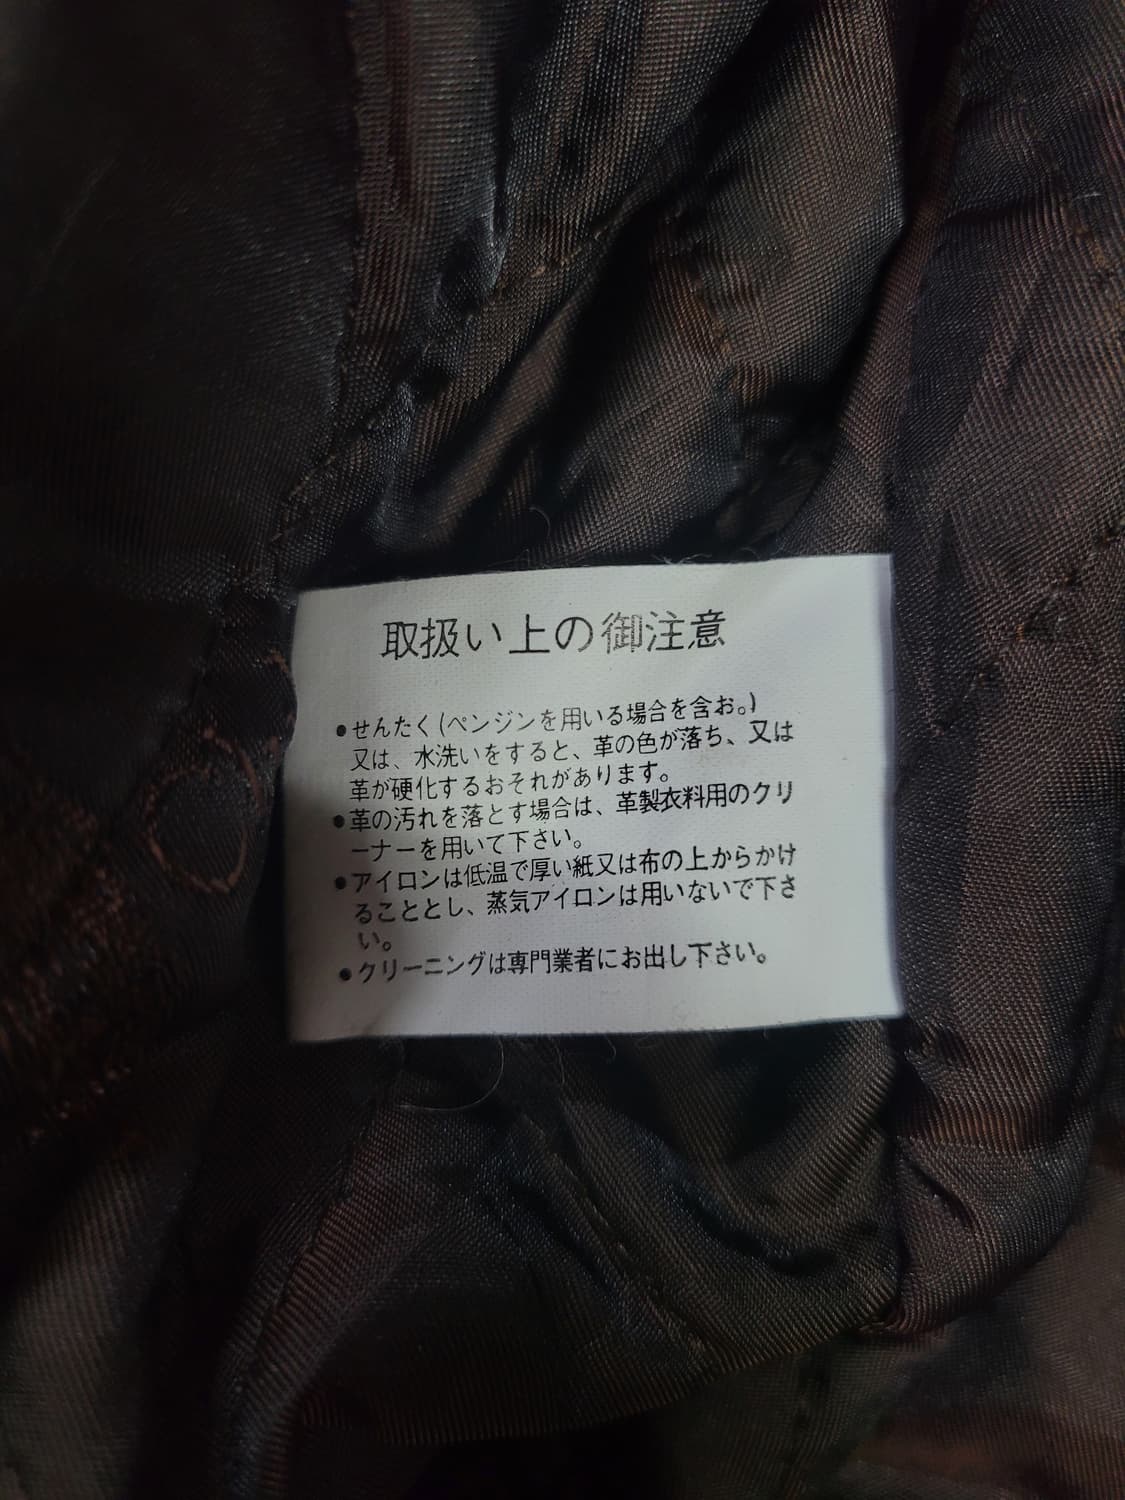 取扱い上の御注意
●せんたく(ペンジンを用いる場合を含お。)
又は、水洗いをすると、革の色が落ち、又は
革が硬化するおそれがあります。
●革の汚れを落とす場合は、革製衣料用のクリ
ーナーを用いて下さい。
●アイロンは低温で厚い紙又は布の上からかけ
ることとし、蒸気アイロンは用いないで下さ
い。
●クリーニングは専門業者にお出し下さい。